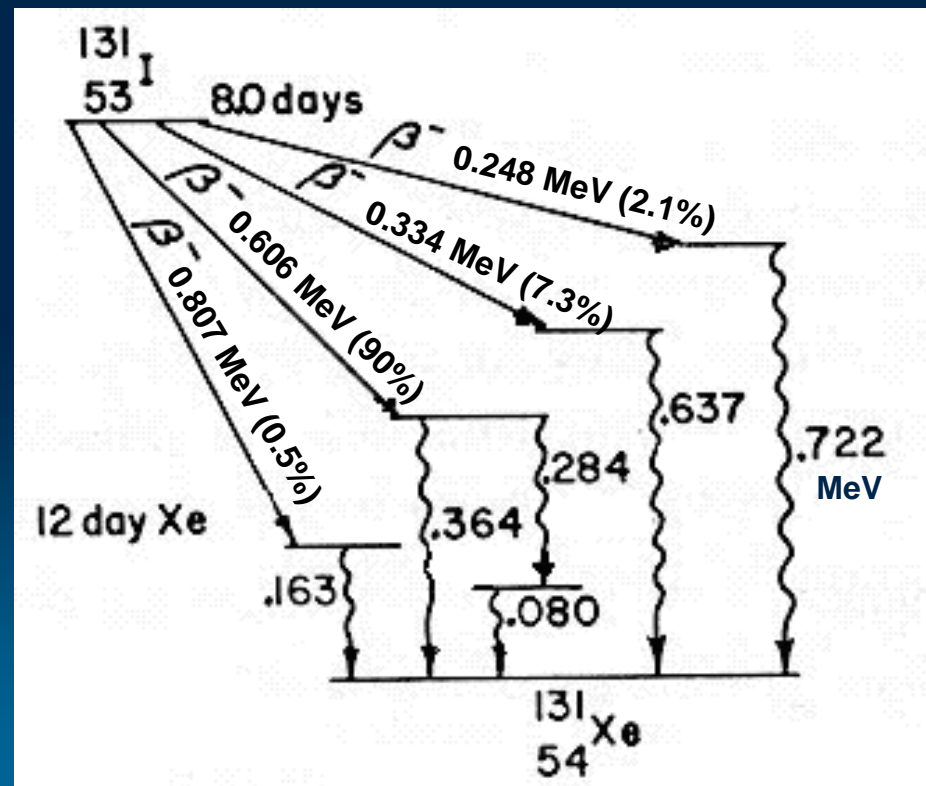 131
I
53
8.0 days
β⁻ 0.248 MeV (2.1%)
β⁻ 0.334 MeV (7.3%)
β⁻ 0.606 MeV (90%)
β⁻ 0.807 MeV (0.5%)
.637
.722
MeV
.284
12 day Xe
.364
.163
.080
131
Xe
54